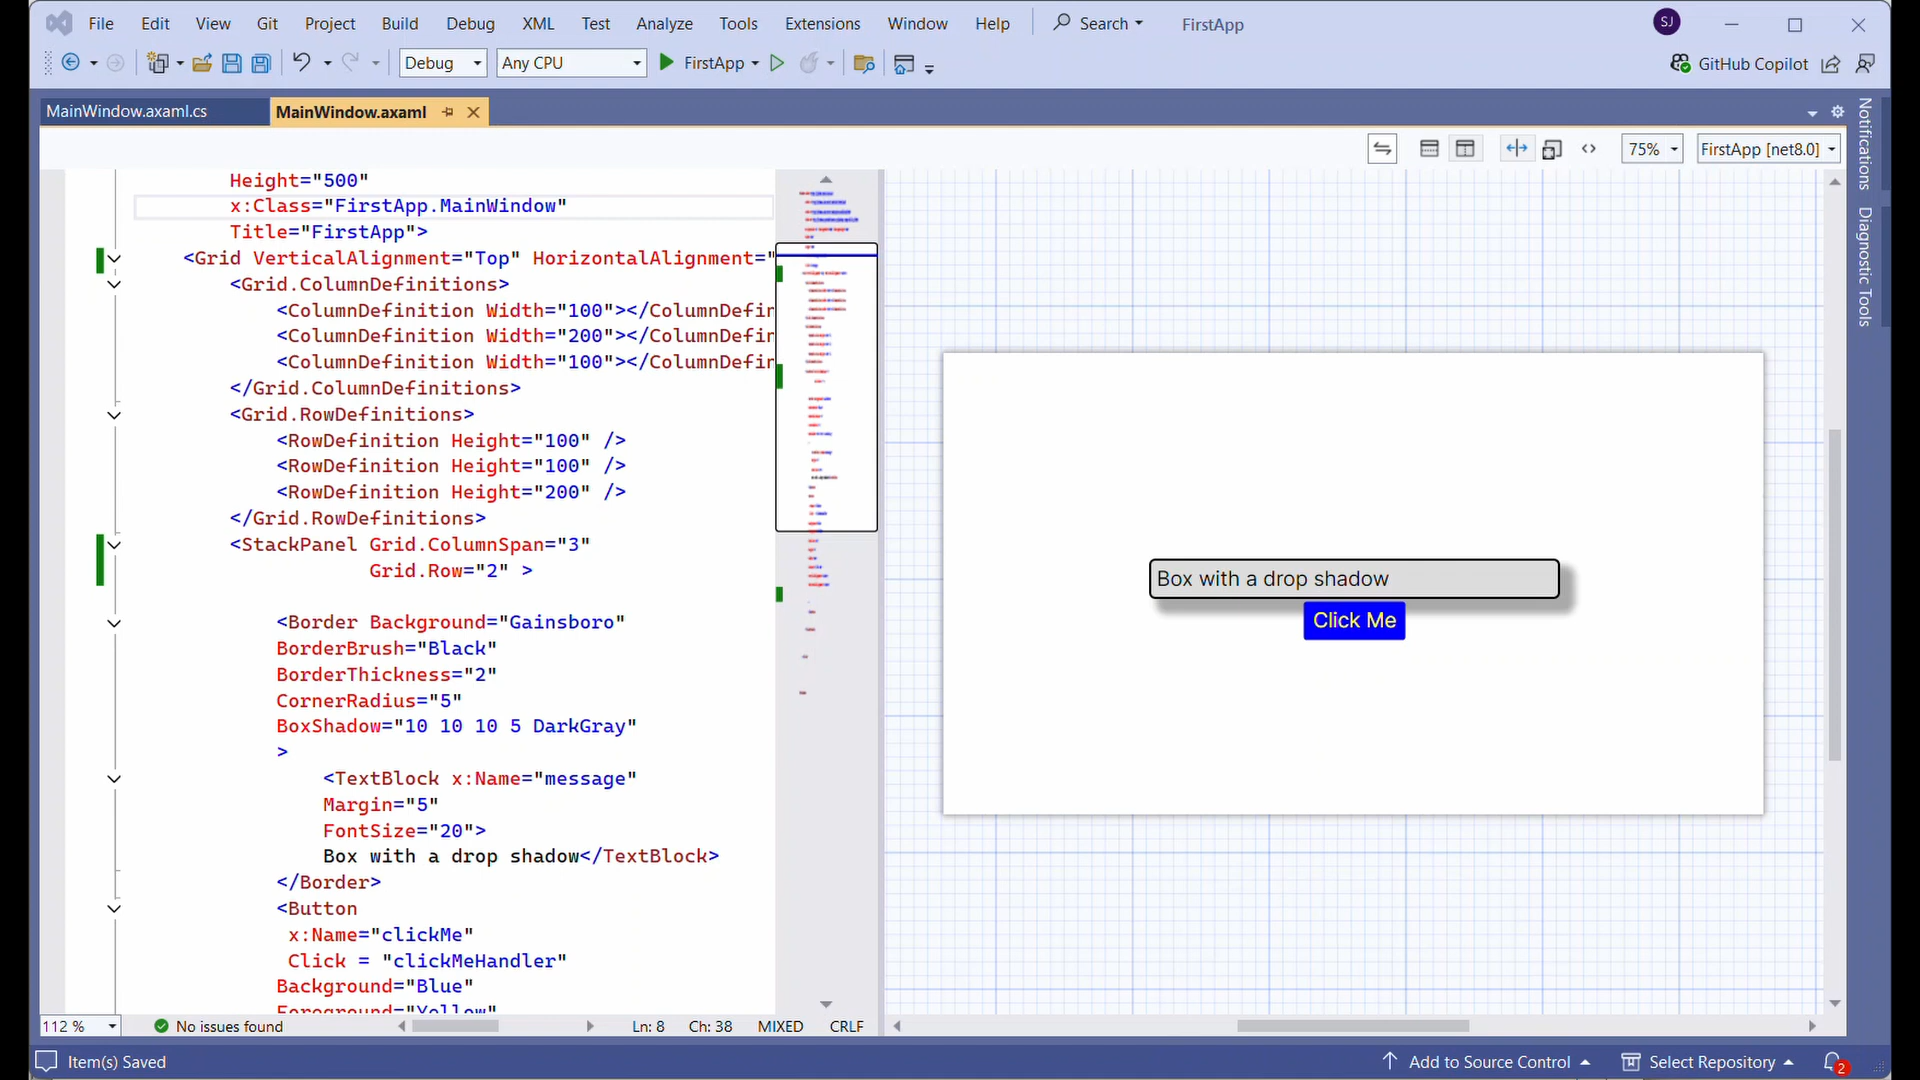 File Edit View Git Project Build Debug XML Test Analyze Tools Extensions Window Help Search FirstApp SJ
Debug Any CPU FirstApp GitHub Copilot
MainWindow.axaml.cs MainWindow.axaml
75% FirstApp [net8.0]
Notifications
Diagnostic Tools
Height="500"
x:Class="FirstApp.MainWindow"
Title="FirstApp">
<Grid VerticalAlignment="Top" HorizontalAlignment="
<Grid.ColumnDefinitions>
<ColumnDefinition Width="100"></ColumnDefin
<ColumnDefinition Width="200"></ColumnDefin
<ColumnDefinition Width="100"></ColumnDefin
</Grid.ColumnDefinitions>
<Grid.RowDefinitions>
<RowDefinition Height="100" />
<RowDefinition Height="100" />
<RowDefinition Height="200" />
</Grid.RowDefinitions>
<StackPanel Grid.ColumnSpan="3"
Grid.Row="2" >
<Border Background="Gainsboro"
BorderBrush="Black"
BorderThickness="2"
CornerRadius="5"
BoxShadow="10 10 10 5 DarkGray"
>
<TextBlock x:Name="message"
Margin="5"
FontSize="20">
Box with a drop shadow</TextBlock>
</Border>
<Button
x:Name="clickMe"
Click = "clickMeHandler"
Background="Blue"
Foreground="Yellow"
Box with a drop shadow
Click Me
112 % No issues found Ln: 8 Ch: 38 MIXED CRLF
Item(s) Saved Add to Source Control Select Repository 2